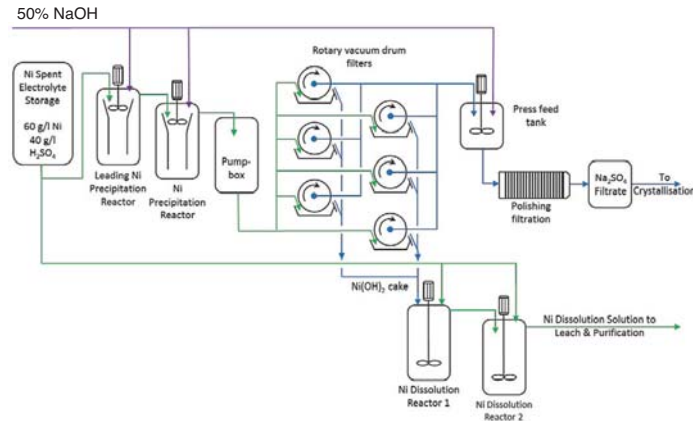 50% NaOH
Ni Spent
Electrolyte
Storage
60 g/l Ni
40 g/l
H₂SO₄
Leading Ni
Precipitation
Reactor
Ni
Precipitation
Reactor
Pump-
box
Rotary vacuum drum
filters
Press feed
tank
Polishing
filtration
Na₂SO₄
Filtrate
To
Crystallisation
Ni(OH)₂ cake
Ni Dissolution
Reactor 1
Ni Dissolution
Reactor 2
Ni Dissolution Solution to
Leach & Purification